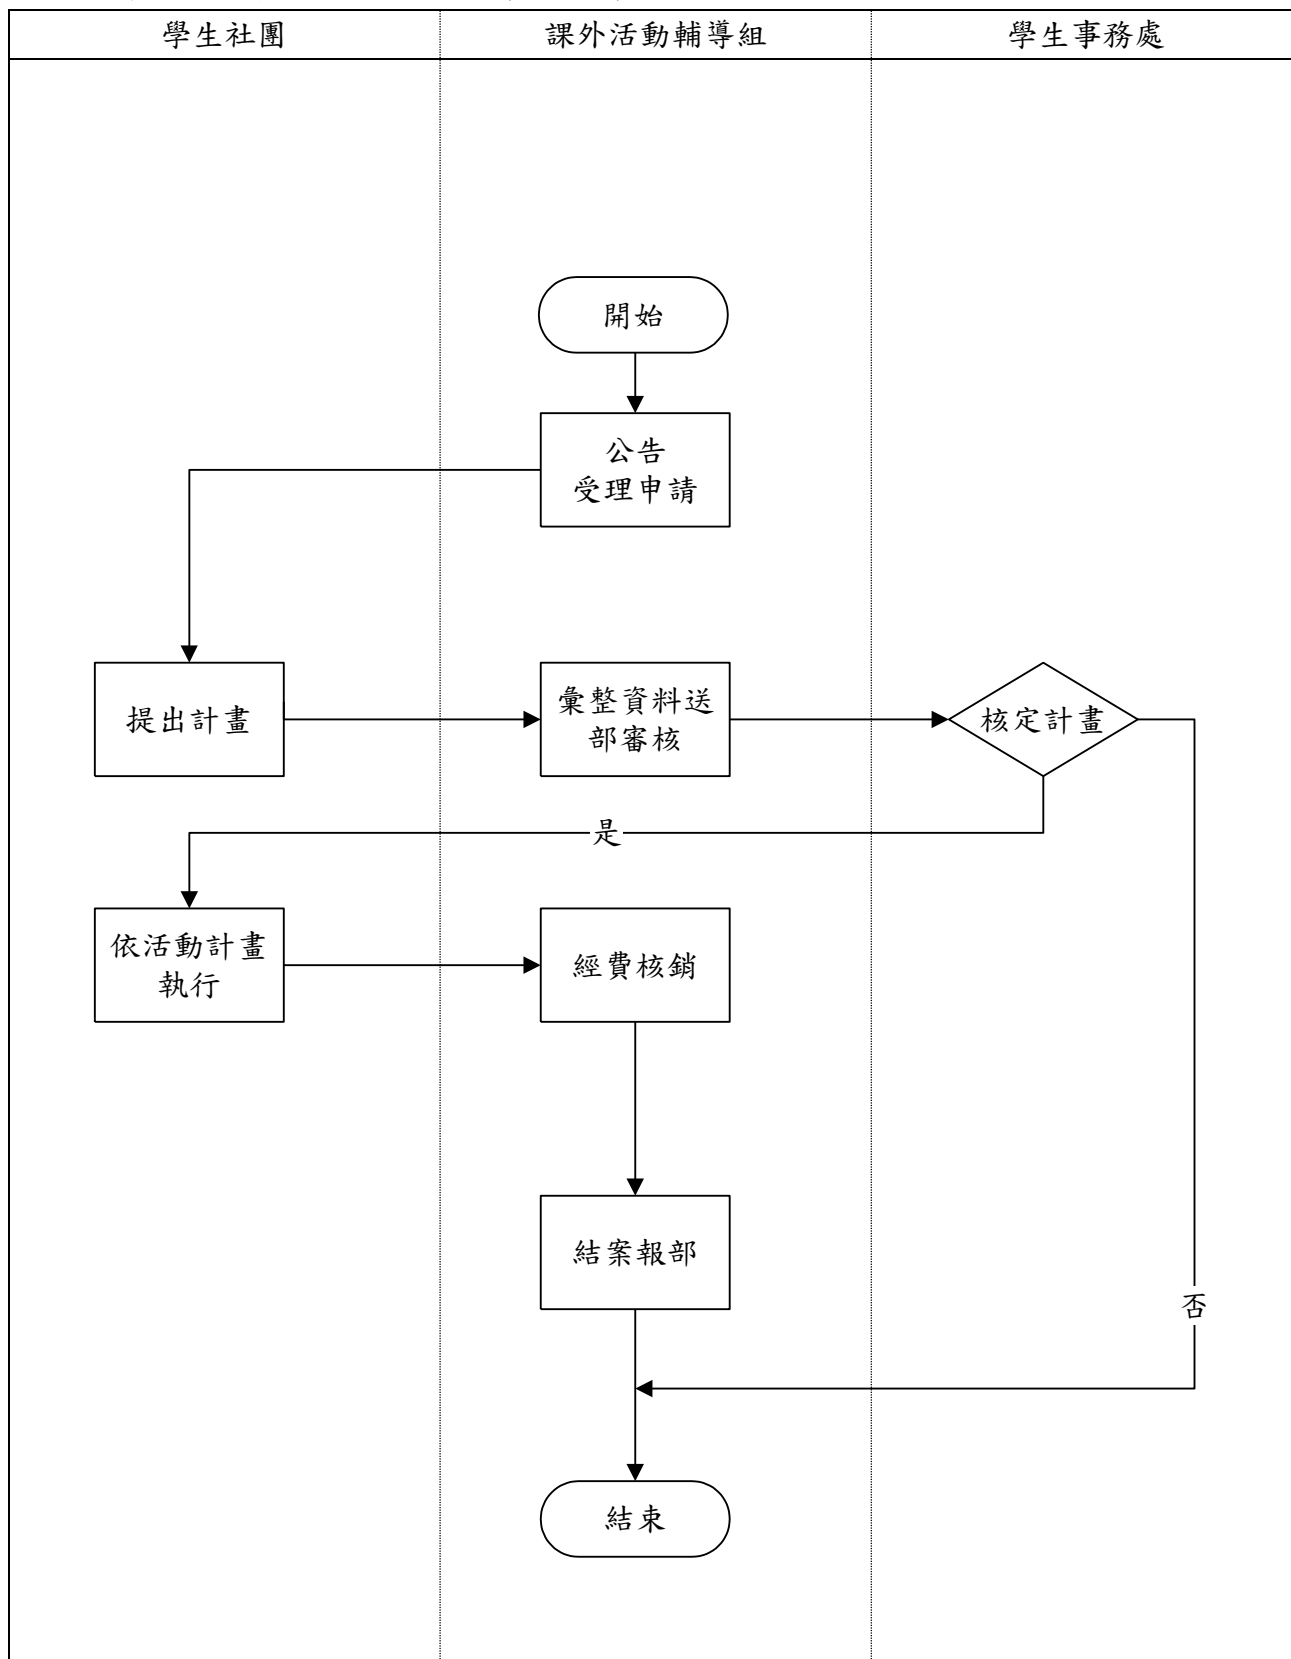 學生社團
課外活動輔導組
學生事務處
開始
公告
受理申請
提出計畫
彙整資料送
部審核
核定計畫
是
依活動計畫
執行
經費核銷
結案報部
否
結束